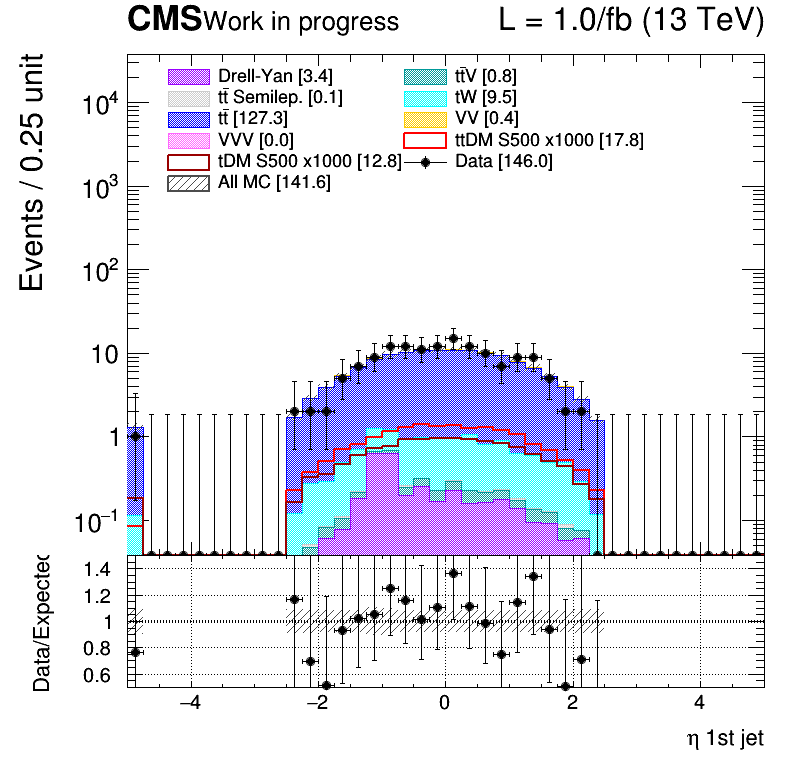 CMS Work in progress L = 1.0/fb (13 TeV)
Events / 0.25 unit
Drell-Yan [3.4] tt̄V [0.8]
tt̄ Semilep. [0.1] tW [9.5]
tt̄ [127.3] VV [0.4]
VVV [0.0] ttDM S500 x1000 [17.8]
tDM S500 x1000 [12.8] Data [146.0]
All MC [141.6]
10⁴
10³
10²
10
1
10⁻¹
Data/Expected
1.4
1.2
1
0.8
0.6
−4 −2 0 2 4
η 1st jet